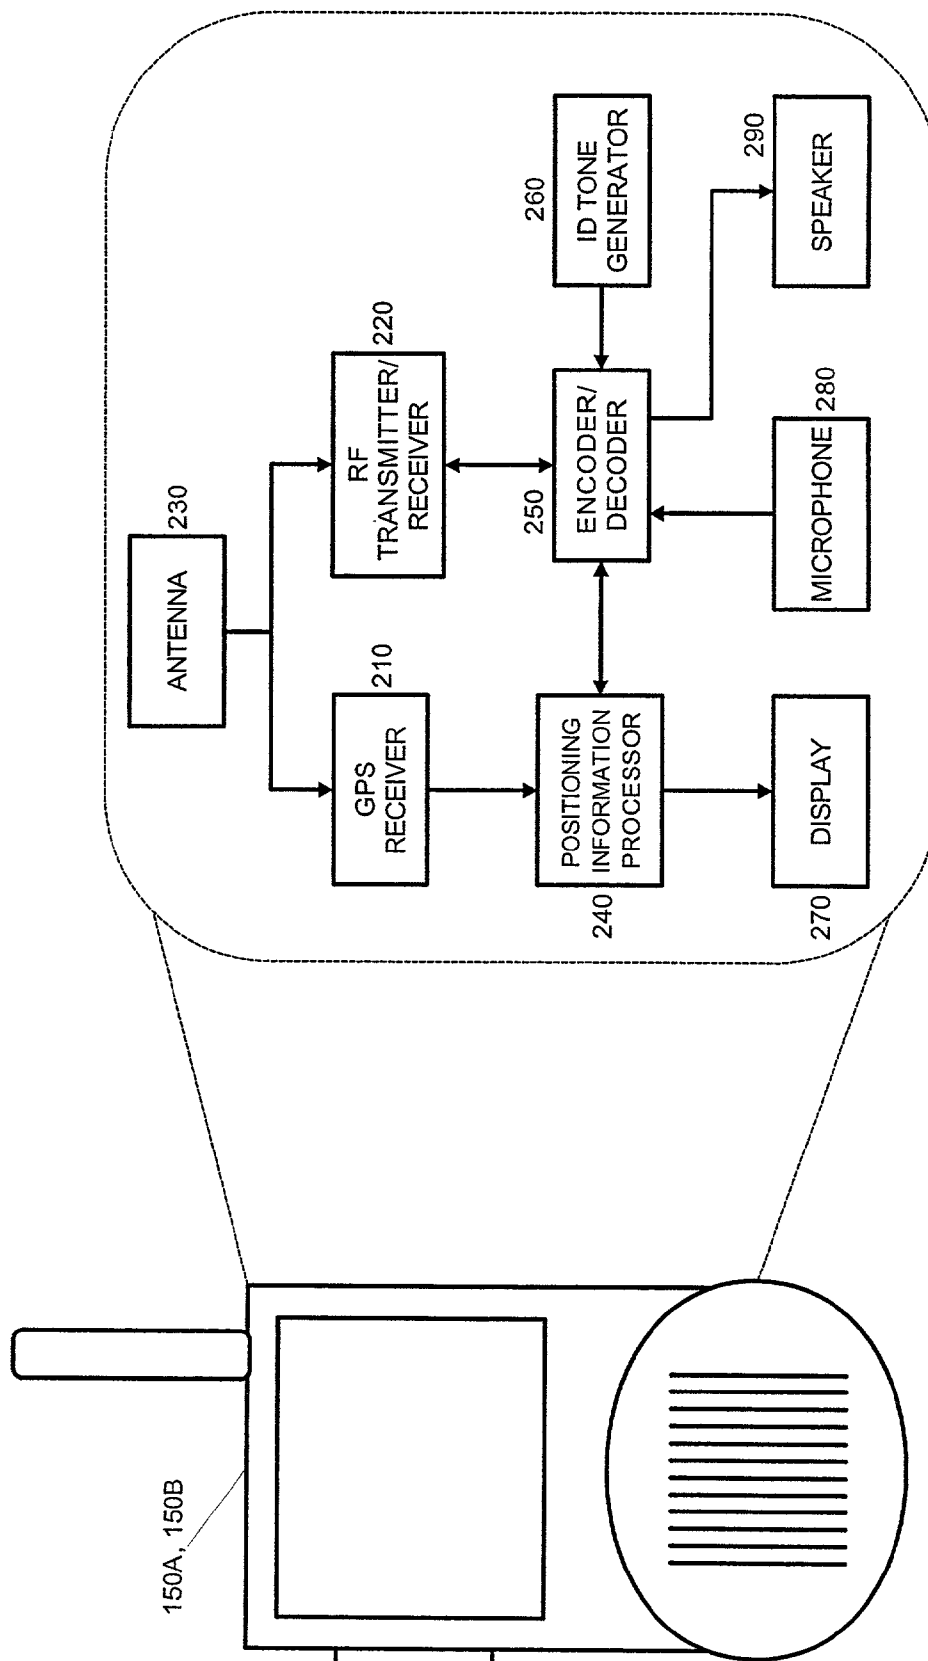 150A, 150B
ANTENNA
230
GPS
RECEIVER
210
RF
TRANSMITTER/
RECEIVER
220
POSITIONING
INFORMATION
PROCESSOR
240
250
ENCODER/
DECODER
260
ID TONE
GENERATOR
DISPLAY
270
MICROPHONE
280
SPEAKER
290